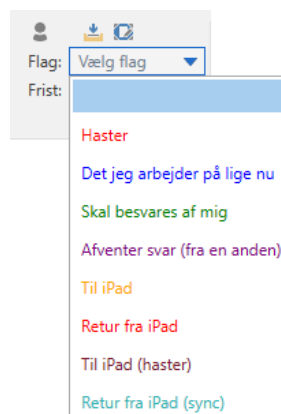 Flag: Vælg flag
Frist:
Haster
Det jeg arbejder på lige nu
Skal besvares af mig
Afventer svar (fra en anden)
Til iPad
Retur fra iPad
Til iPad (haster)
Retur fra iPad (sync)